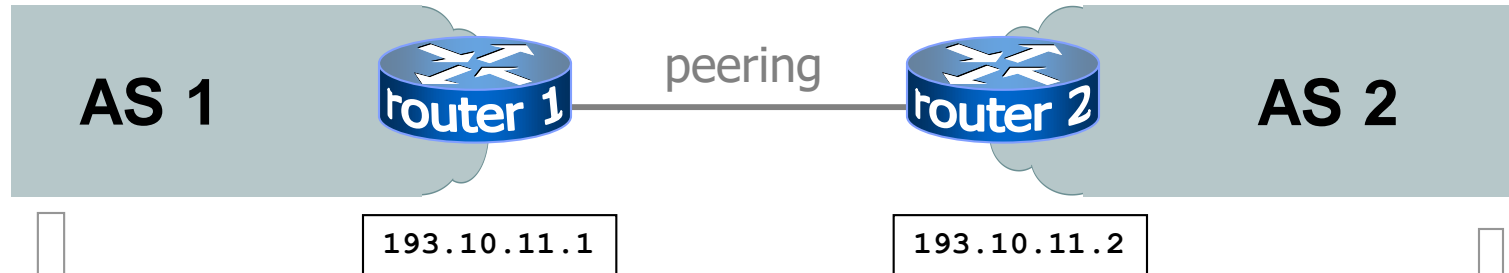 peering
AS 1
router 1
router 2
AS 2
193.10.11.1
193.10.11.2